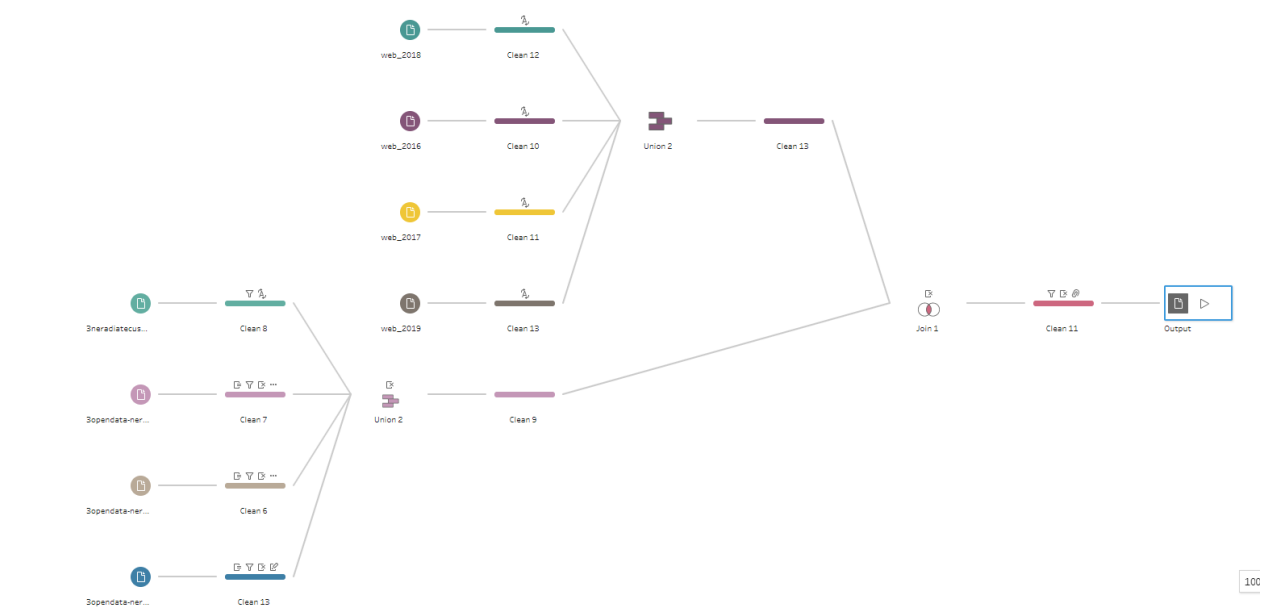 web_2018
Clean 12
web_2016
Clean 10
Union 2
Clean 13
web_2017
Clean 11
3neradiatecus...
Clean 8
web_2019
Clean 13
Join 1
Clean 11
Output
3opendata-ner...
Clean 7
Union 2
Clean 9
3opendata-ner...
Clean 6
3opendata-ner...
Clean 13
100